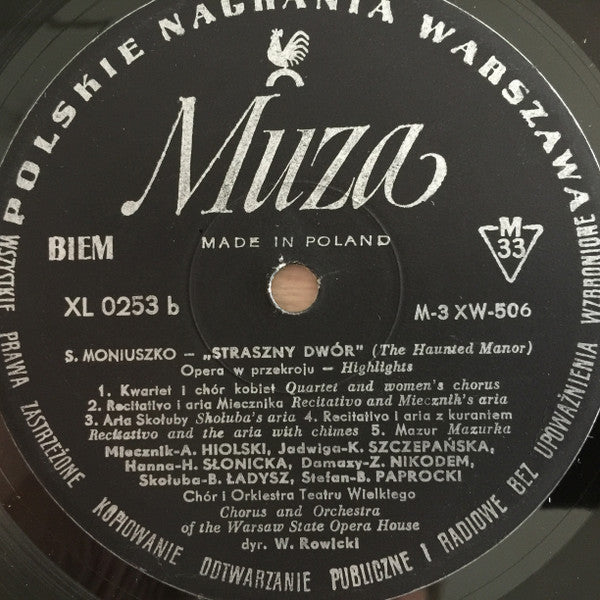 POLSKIE NAGRANIA WARSZAWA
Muza
MADE IN POLAND
BIEM
M
33
XL 0253 b
M-3 XW-506
S. MONIUSZKO – „STRASZNY DWÓR" (The Haunted Manor)
Opera w przekroju – Highlights
1. Kwartet i chór kobiet Quartet and women's chorus
2. Recitativo i aria Miecznika Recitativo and Miecznik's aria
3. Aria Skołuby Skołuba's aria 4. Recitativo i aria z kurantem
Recitativo and the aria with chimes 5. Mazur Mazurka
Miecznik-A. HIOLSKI, Jadwiga-K. SZCZEPAŃSKA,
Hanna-H. SŁONICKA, Damazy-Z. NIKODEM,
Skołuba-B. ŁADYSZ, Stefan-B. PAPROCKI
Chór i Orkiestra Teatru Wielkiego
Chorus and Orchestra
of the Warsaw State Opera House
dyr. W. Rowicki
WSZYSTKIE PRAWA ZASTRZEŻONE KOPIOWANIE ODTWARZANIE PUBLICZNE I RADIOWE BEZ UPOWAŻNIENIA WZBRONIONE